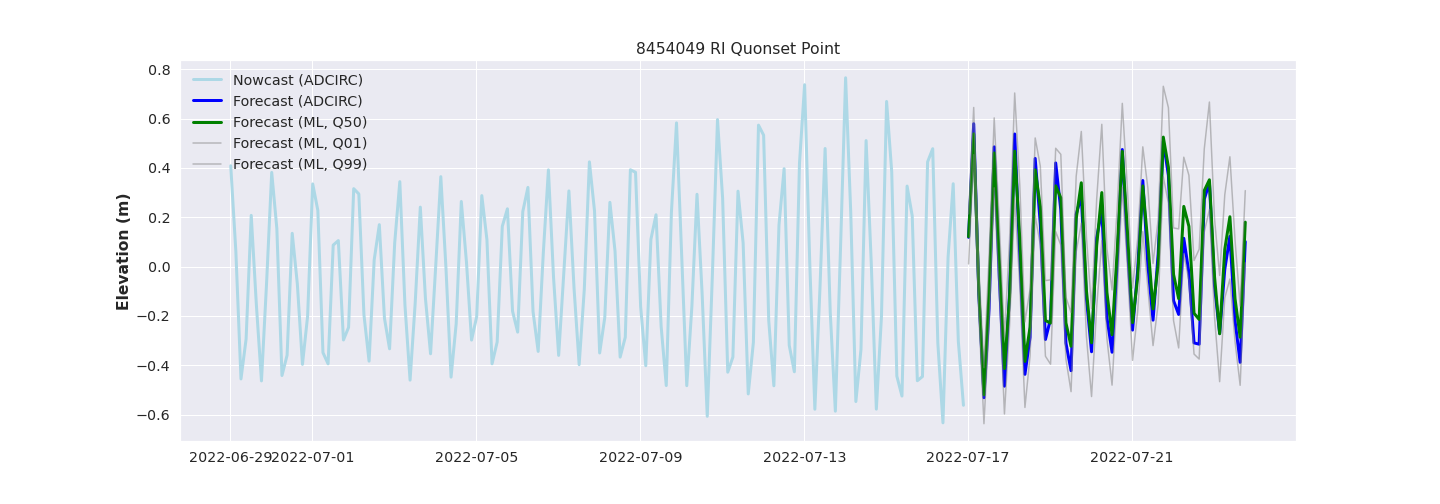 8454049 RI Quonset Point
Nowcast (ADCIRC)
Forecast (ADCIRC)
Forecast (ML, Q50)
Forecast (ML, Q01)
Forecast (ML, Q99)
Elevation (m)
0.8
0.6
0.4
0.2
0.0
−0.2
−0.4
−0.6
2022-06-29 2022-07-01 2022-07-05 2022-07-09 2022-07-13 2022-07-17 2022-07-21